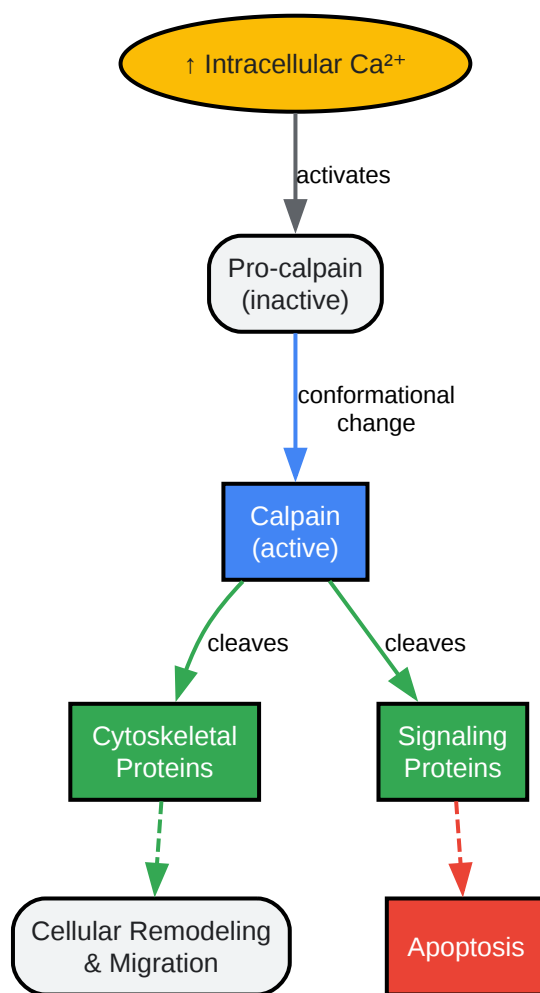 ↑ Intracellular Ca²⁺
activates
Pro-calpain
(inactive)
conformational
change
Calpain
(active)
cleaves
cleaves
Cytoskeletal
Proteins
Signaling
Proteins
Cellular Remodeling
& Migration
Apoptosis